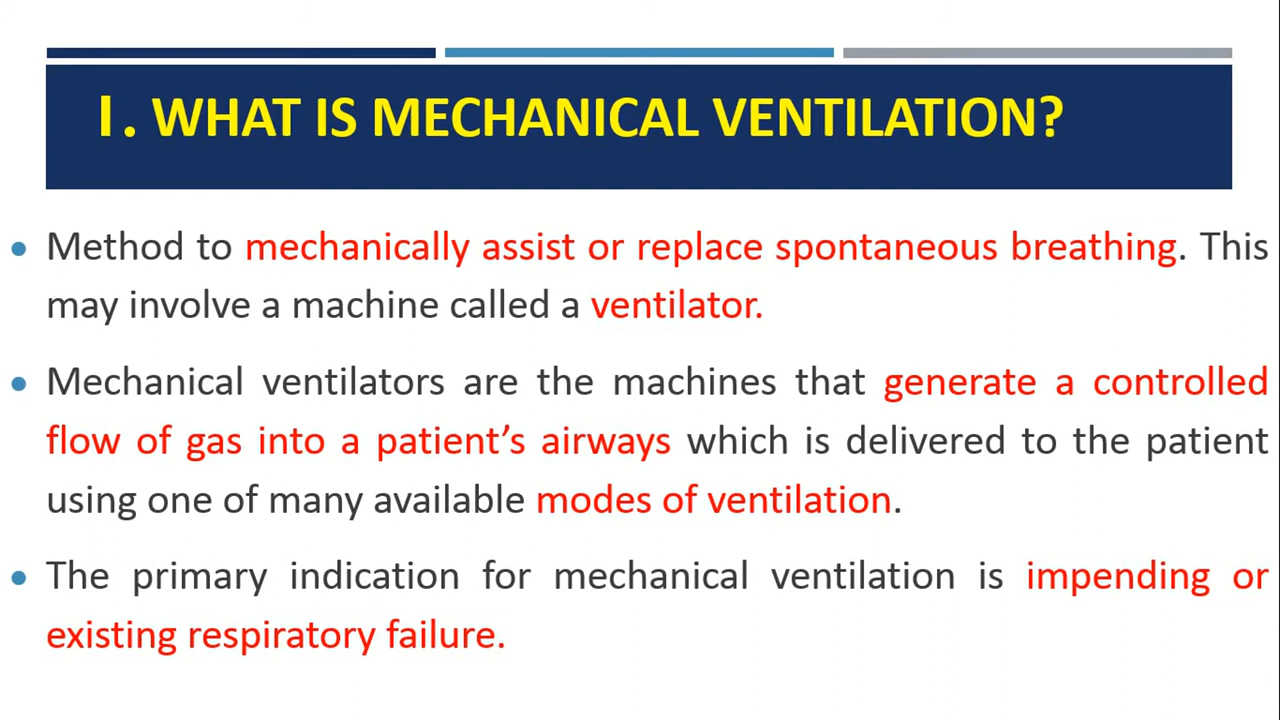 I. WHAT IS MECHANICAL VENTILATION?
• Method to mechanically assist or replace spontaneous breathing. This
may involve a machine called a ventilator.
• Mechanical ventilators are the machines that generate a controlled
flow of gas into a patient’s airways which is delivered to the patient
using one of many available modes of ventilation.
• The primary indication for mechanical ventilation is impending or
existing respiratory failure.